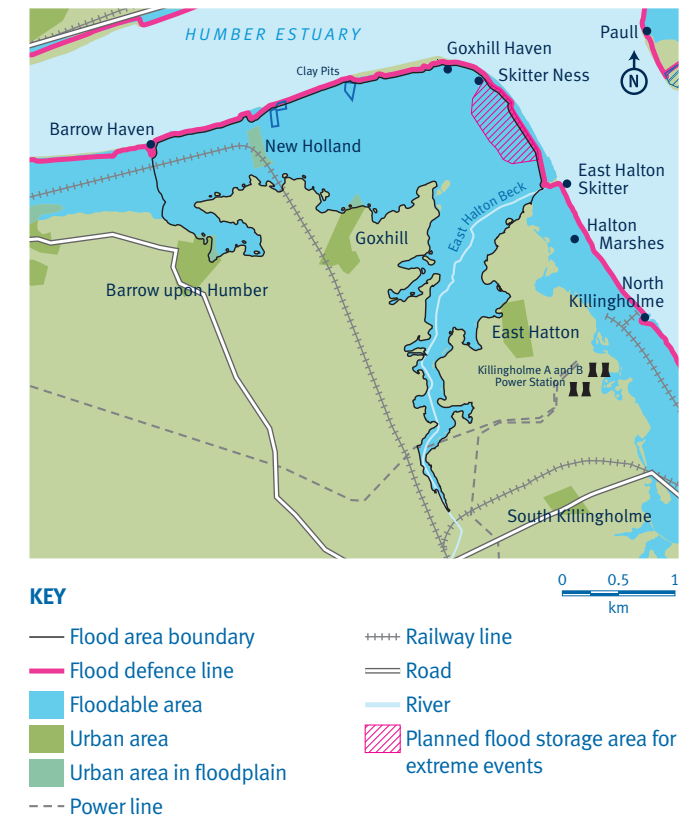 HUMBER ESTUARY
Paull
Goxhill Haven
Clay Pits
Skitter Ness
N
Barrow Haven
New Holland
East Halton
Skitter
East Halton Beck
Goxhill
Halton
Marshes
Barrow upon Humber
North
Killingholme
East Hatton
Killingholme A and B
Power Station
South Killingholme
KEY
0 0.5 1
km
Flood area boundary
Flood defence line
Floodable area
Urban area
Urban area in floodplain
Power line
Railway line
Road
River
Planned flood storage area for
extreme events